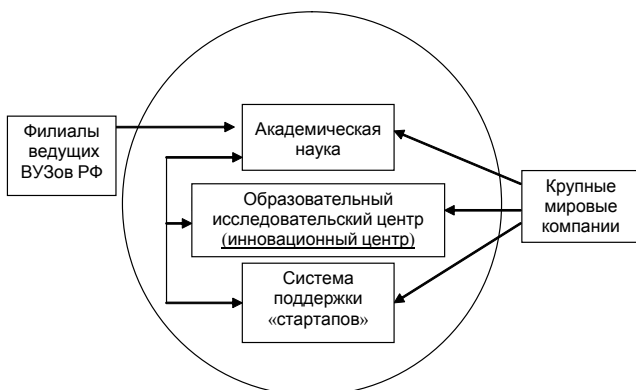 Филиалы
ведущих
ВУЗов РФ
Академическая
наука
Образовательный
исследовательский центр
(инновационный центр)
Система
поддержки
«стартапов»
Крупные
мировые
компании